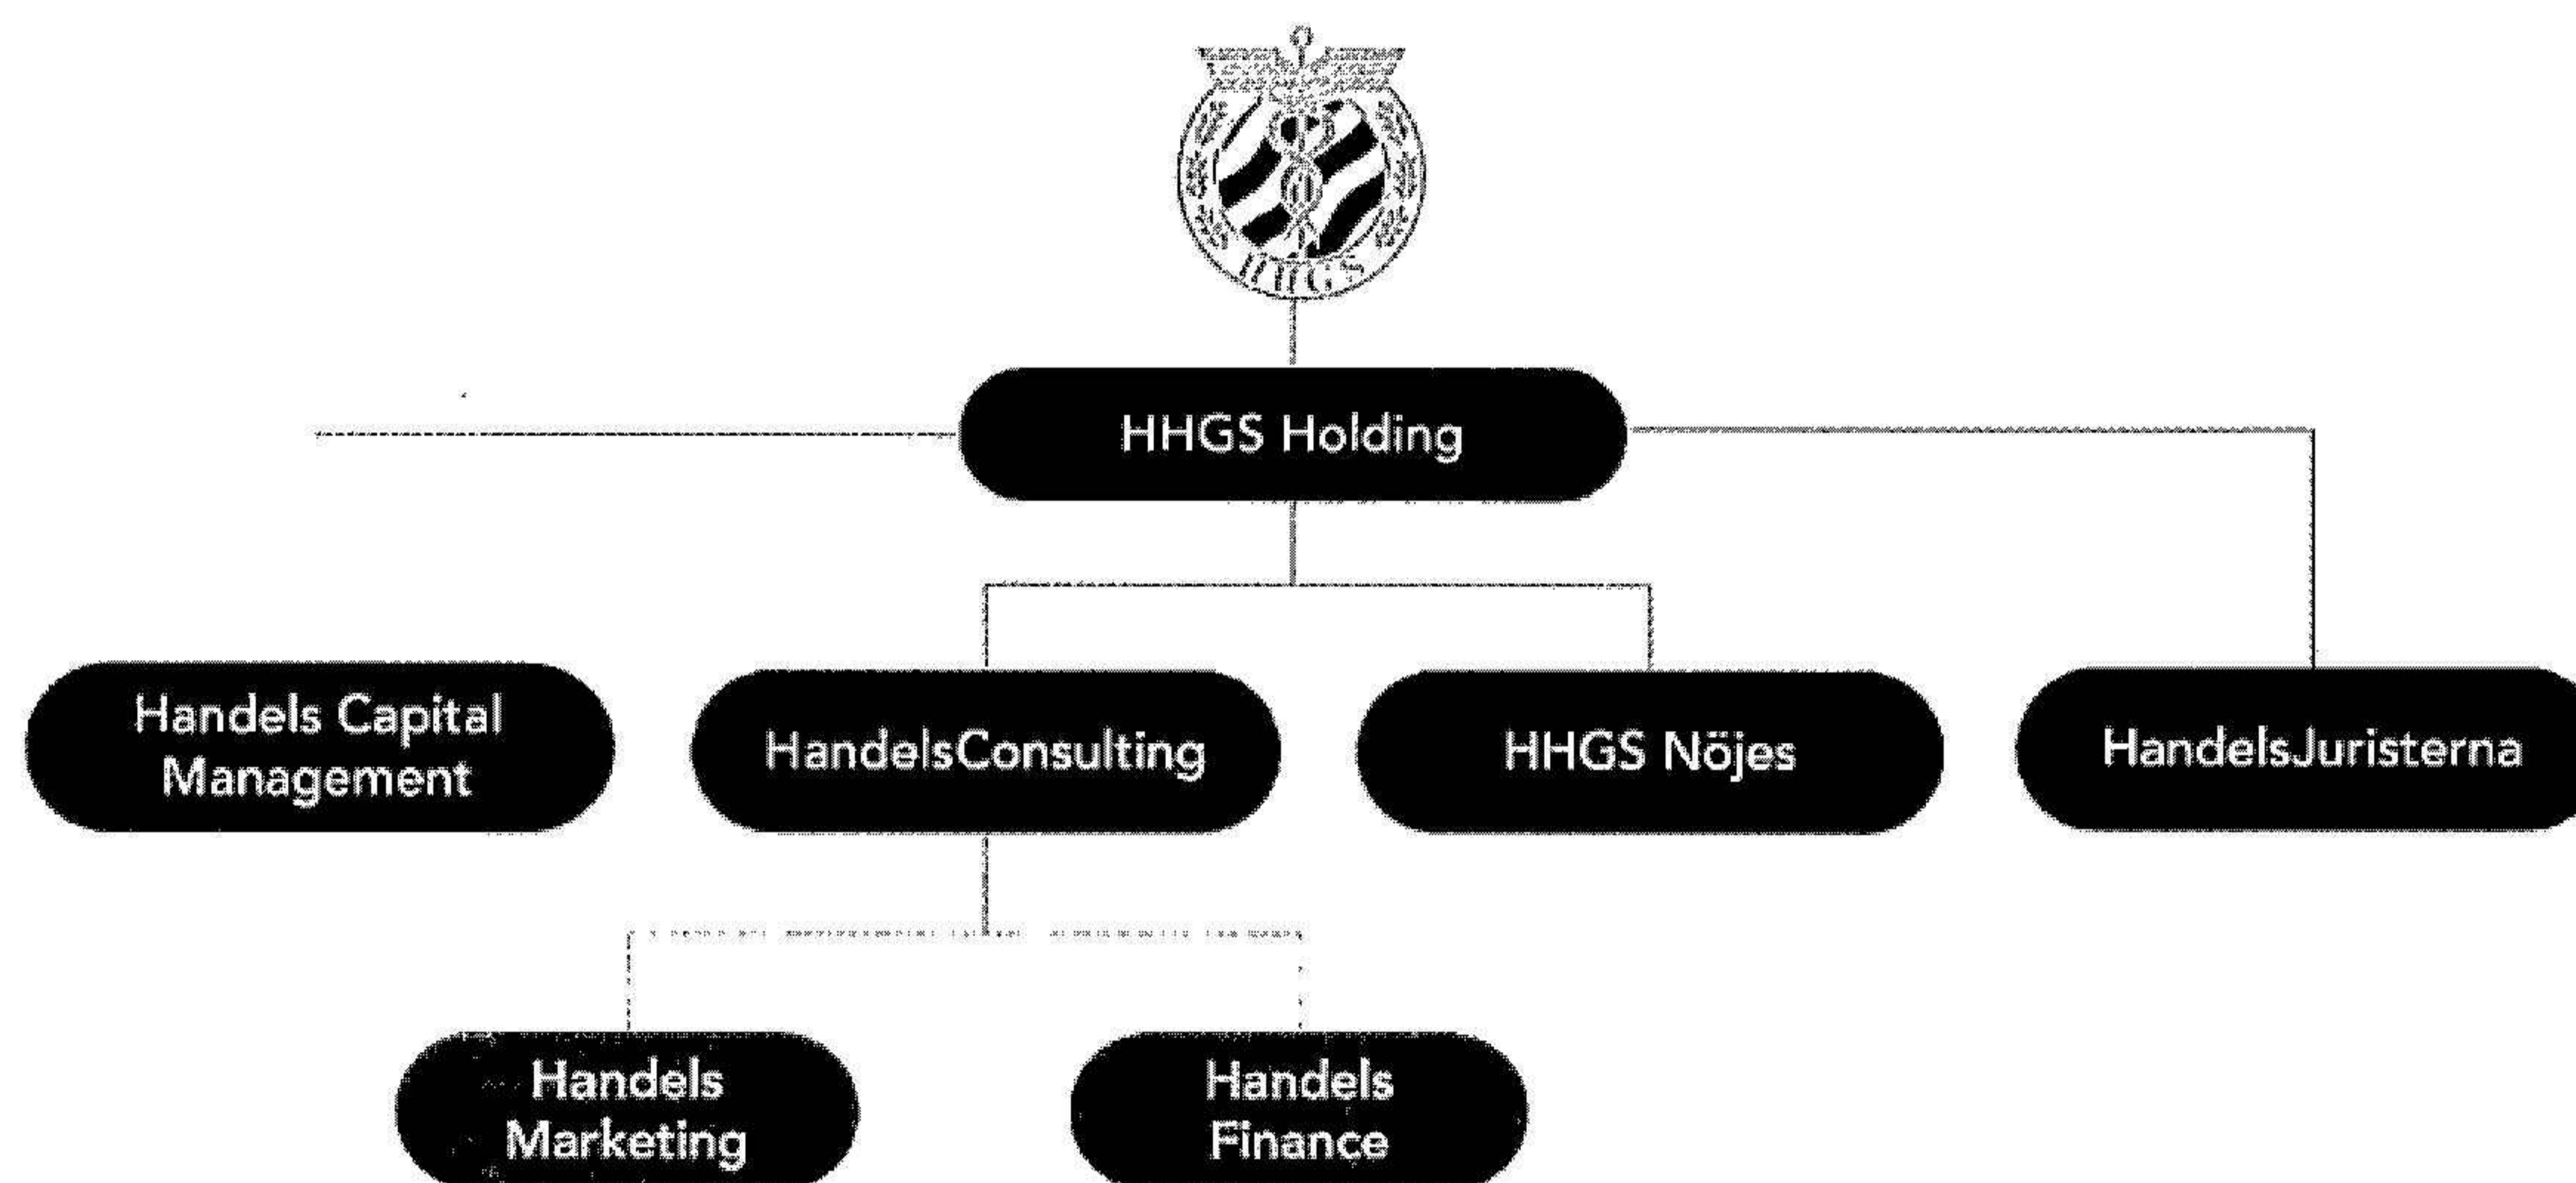 HHGS
HHGS Holding
Handels Capital
Management
HandelsConsulting
HHGS Nöjes
HandelsJuristerna
Handels
Marketing
Handels
Finance